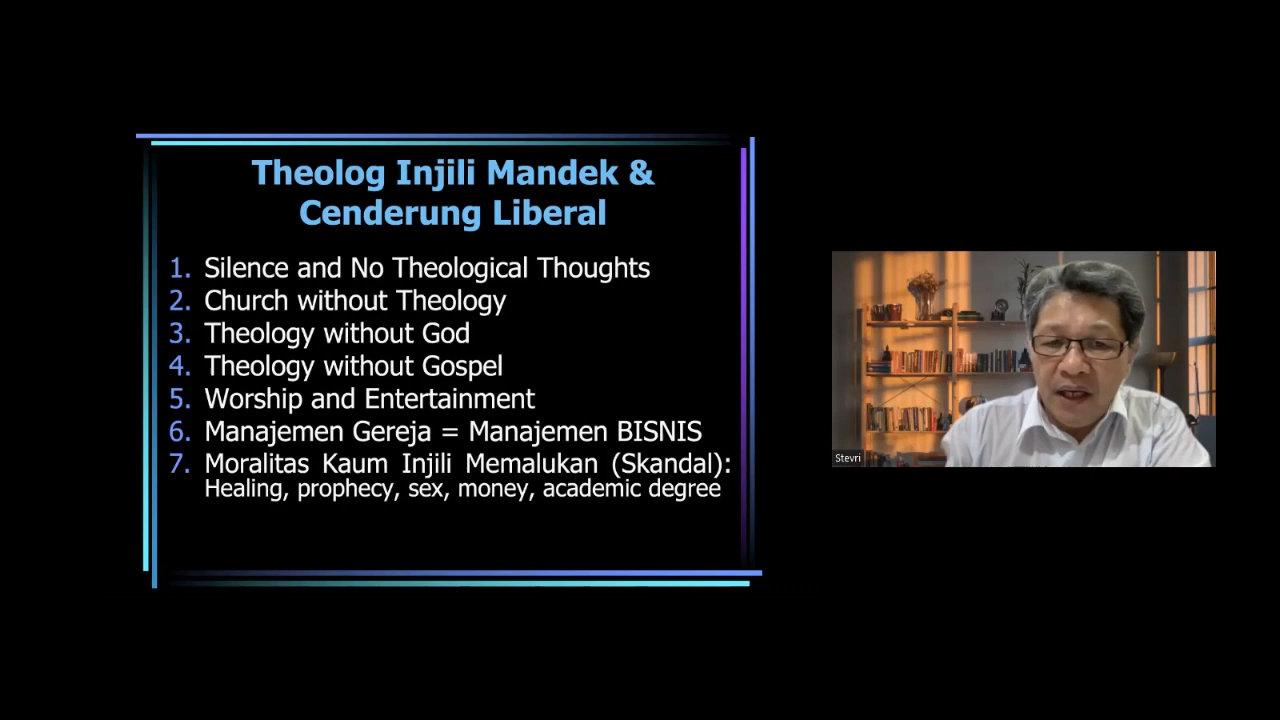 Theolog Injili Mandek &
Cenderung Liberal
1. Silence and No Theological Thoughts
2. Church without Theology
3. Theology without God
4. Theology without Gospel
5. Worship and Entertainment
6. Manajemen Gereja = Manajemen BISNIS
7. Moralitas Kaum Injili Memalukan (Skandal):
Healing, prophecy, sex, money, academic degree
Stevri